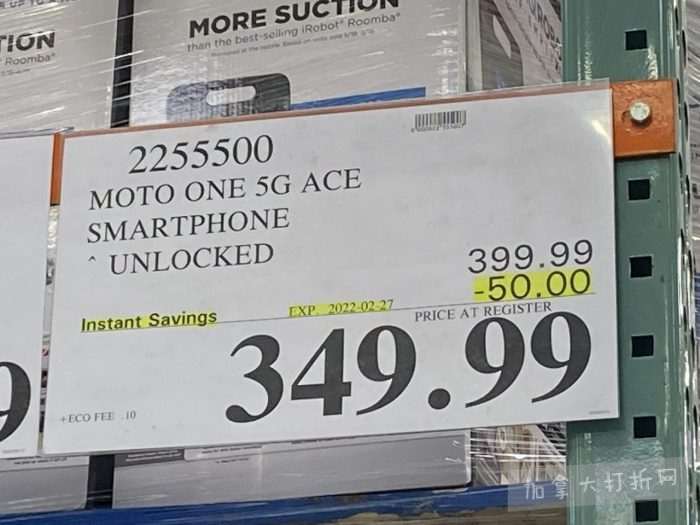 MORE SUCTION
than the best-selling iRobot® Roomba®
TION
Roomba®
2255500
MOTO ONE 5G ACE
SMARTPHONE
^ UNLOCKED
399.99
-50.00
Instant Savings
EXP. 2022-02-27
PRICE AT REGISTER
349.99
+ECO FEE .10
9
加拿大打折网